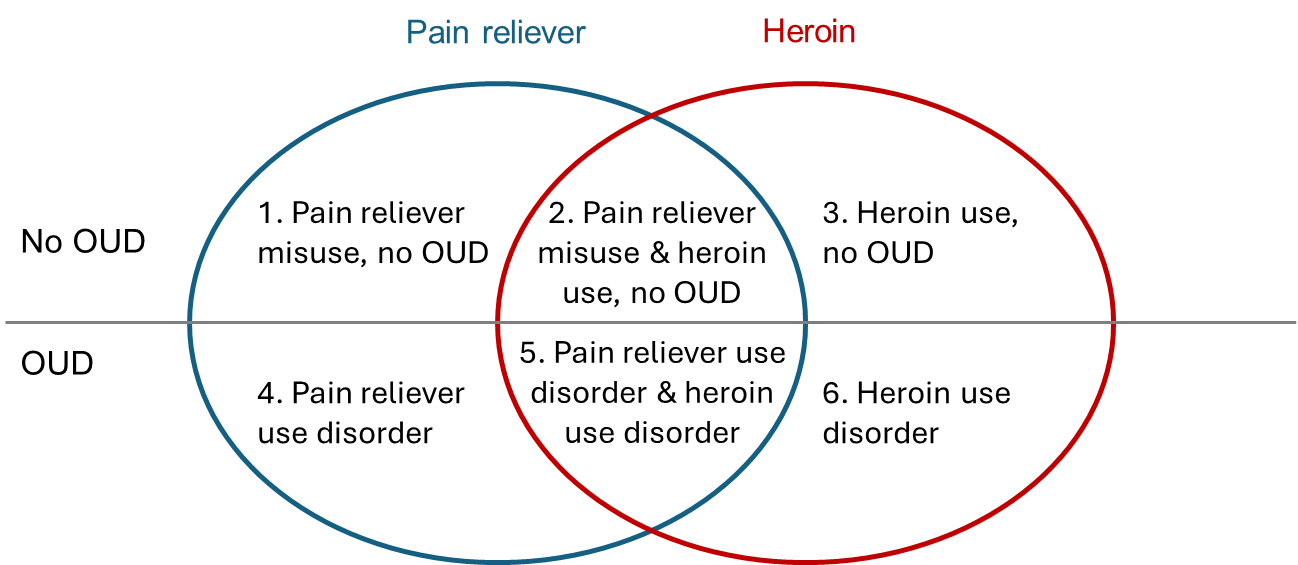 Pain reliever
Heroin
No OUD
1. Pain reliever
misuse, no OUD
2. Pain reliever
misuse & heroin
use, no OUD
3. Heroin use,
no OUD
OUD
4. Pain reliever
use disorder
5. Pain reliever use
disorder & heroin
use disorder
6. Heroin use
disorder